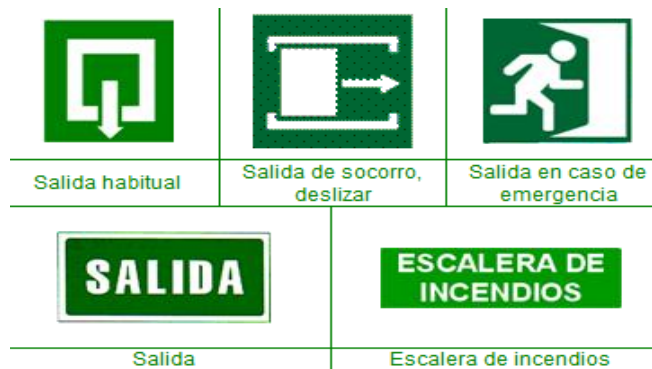 Salida habitual
Salida de socorro,
deslizar
Salida en caso de
emergencia
SALIDA
ESCALERA DE
INCENDIOS
Salida
Escalera de incendios